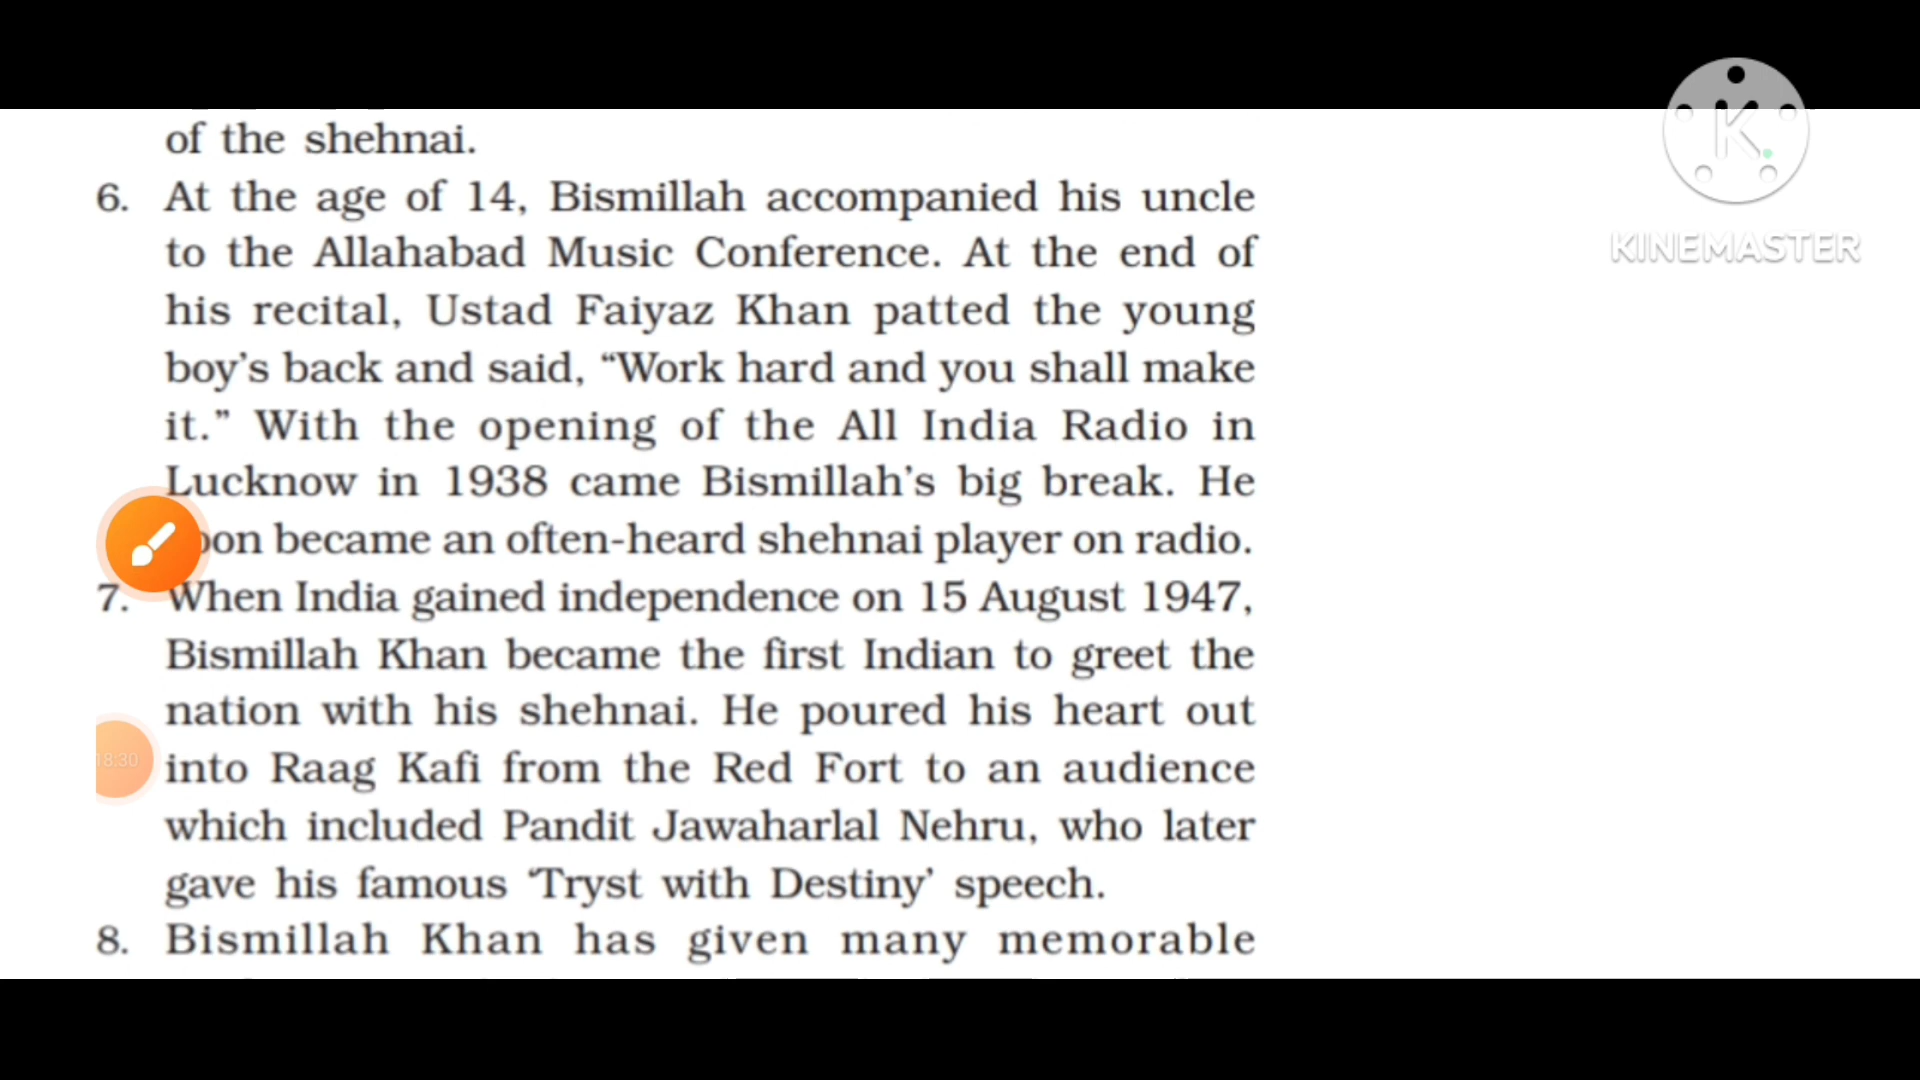 of the shehnai.
6. At the age of 14, Bismillah accompanied his uncle
to the Allahabad Music Conference. At the end of
his recital, Ustad Faiyaz Khan patted the young
boy’s back and said, “Work hard and you shall make
it.” With the opening of the All India Radio in
Lucknow in 1938 came Bismillah’s big break. He
oon became an often-heard shehnai player on radio.
7. When India gained independence on 15 August 1947,
Bismillah Khan became the first Indian to greet the
nation with his shehnai. He poured his heart out
into Raag Kafi from the Red Fort to an audience
which included Pandit Jawaharlal Nehru, who later
gave his famous ‘Tryst with Destiny’ speech.
8. Bismillah Khan has given many memorable
18:30
K
KINEMASTER